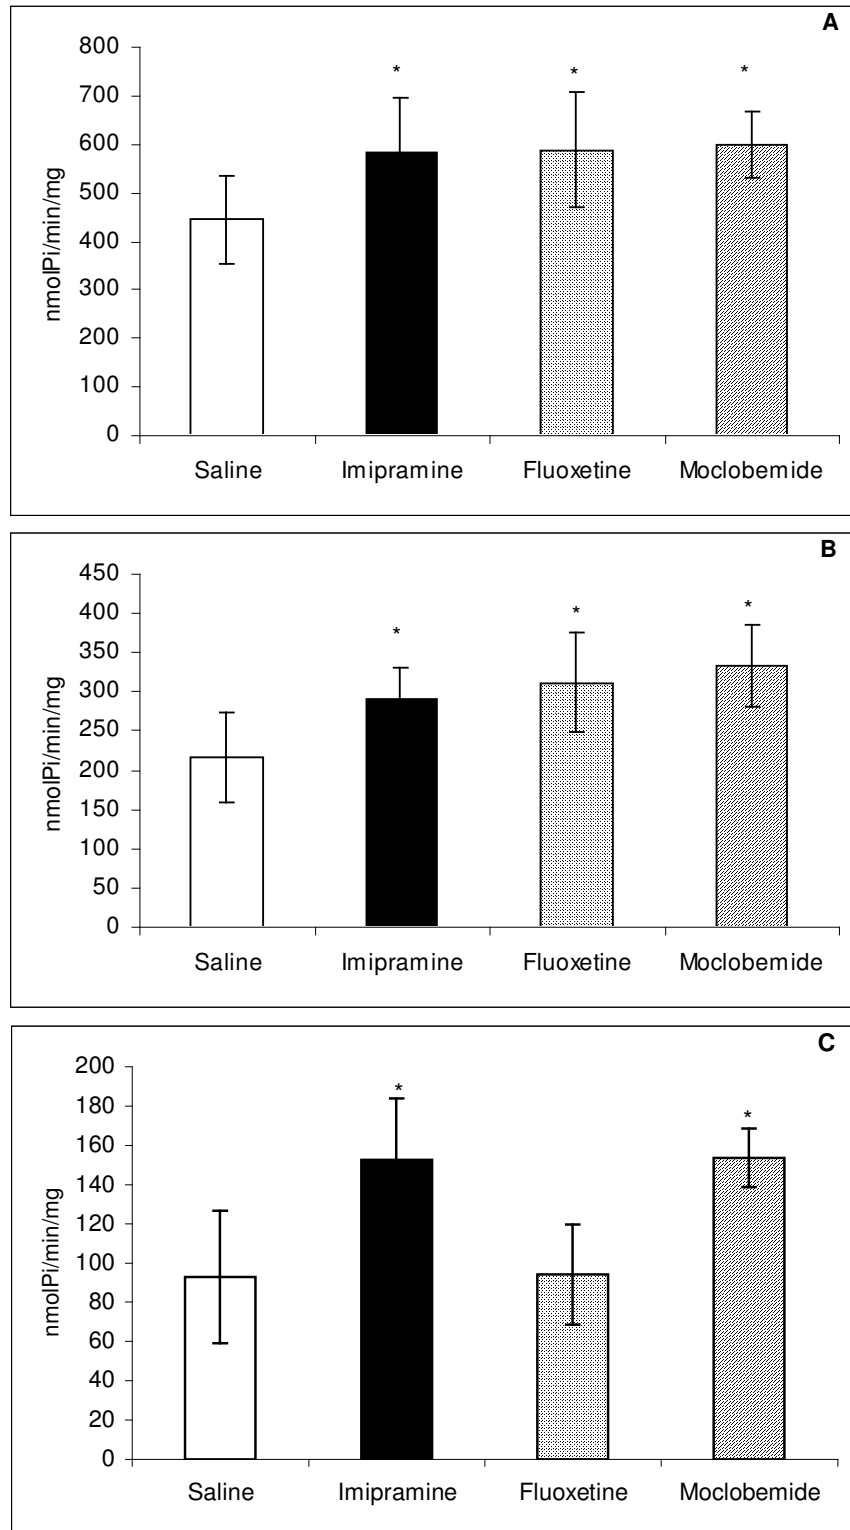 A
800
700
600
500
400
300
200
100
0
nmolPi/min/mg
* * *
Saline Imipramine Fluoxetine Moclobemide
B
450
400
350
300
250
200
150
100
50
0
nmolPi/min/mg
* * *
Saline Imipramine Fluoxetine Moclobemide
C
200
180
160
140
120
100
80
60
40
20
0
nmolPi/min/mg
* *
Saline Imipramine Fluoxetine Moclobemide